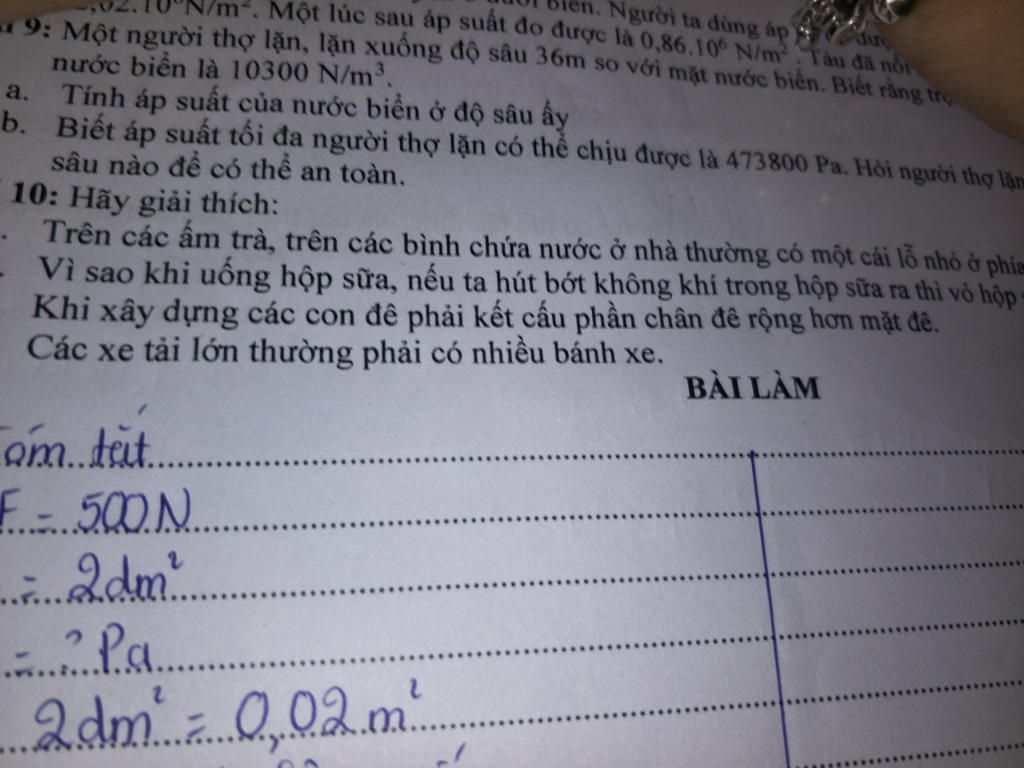 ,02.10⁶N/m². Một lúc sau áp suất đo được là 0,86.10⁶ N/m². Tàu đã nổi
biển. Người ta dùng áp
9: Một người thợ lặn, lặn xuống độ sâu 36m so với mặt nước biển. Biết rằng
nước biển là 10300 N/m³.
a. Tính áp suất của nước biển ở độ sâu ấy
b. Biết áp suất tối đa người thợ lặn có thể chịu được là 473800 Pa. Hỏi người thợ lặn
sâu nào để có thể an toàn.
10: Hãy giải thích:
Trên các ấm trà, trên các bình chứa nước ở nhà thường có một cái lỗ nhỏ ở phía
Vì sao khi uống hộp sữa, nếu ta hút bớt không khí trong hộp sữa ra thì vỏ hộp
Khi xây dựng các con đê phải kết cấu phần chân đê rộng hơn mặt đê.
Các xe tải lớn thường phải có nhiều bánh xe.
BÀI LÀM
óm tắt
F = 500N
= 2dm²
= ? Pa
2dm² = 0,02m²